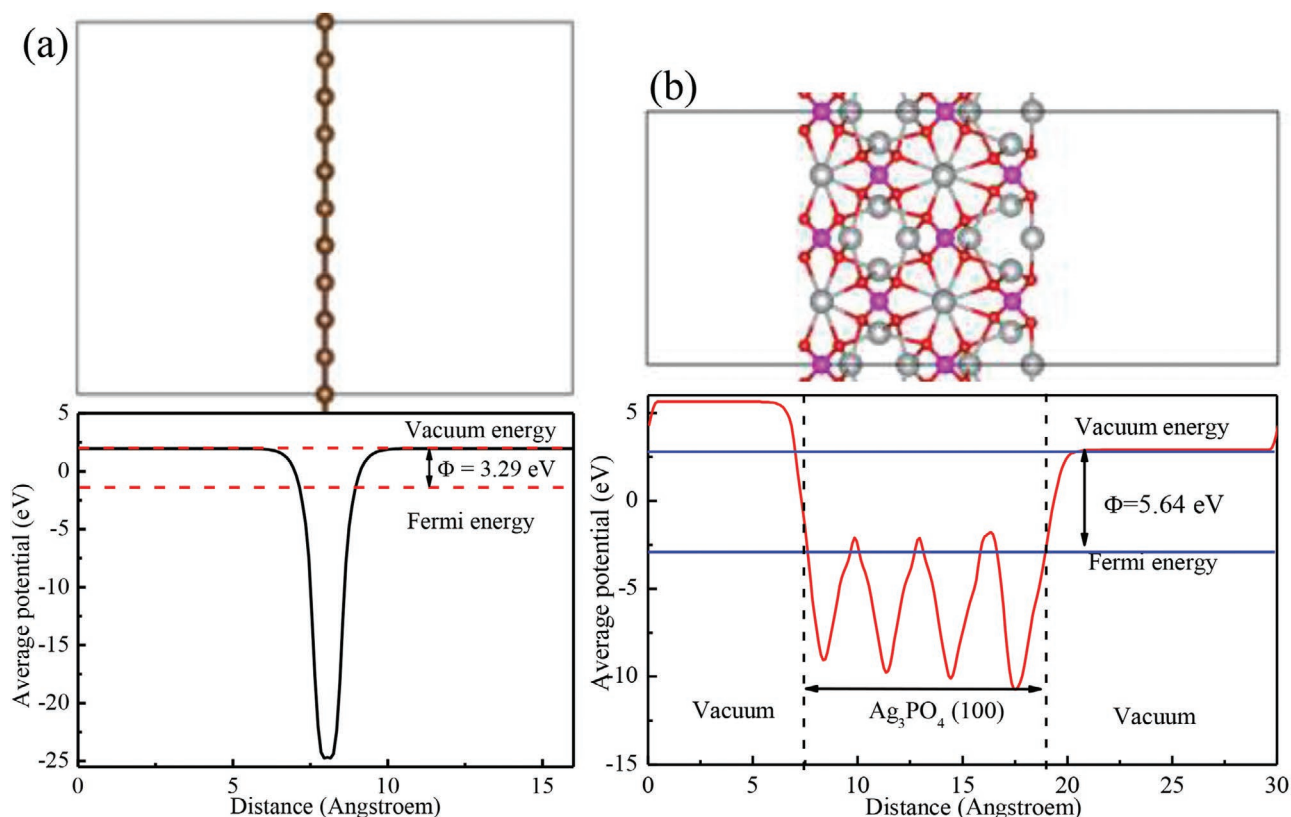 (a)
(b)
5
0
-5
-10
-15
-20
-25
Average potential (eV)
Vacuum energy
Φ = 3.29 eV
Fermi energy
0
5
10
15
Distance (Angstroem)
5
0
-5
-10
-15
Average potential (eV)
Vacuum energy
Φ=5.64 eV
Fermi energy
Vacuum
Ag₃PO₄ (100)
Vacuum
0
5
10
15
20
25
30
Distance (Angstroem)